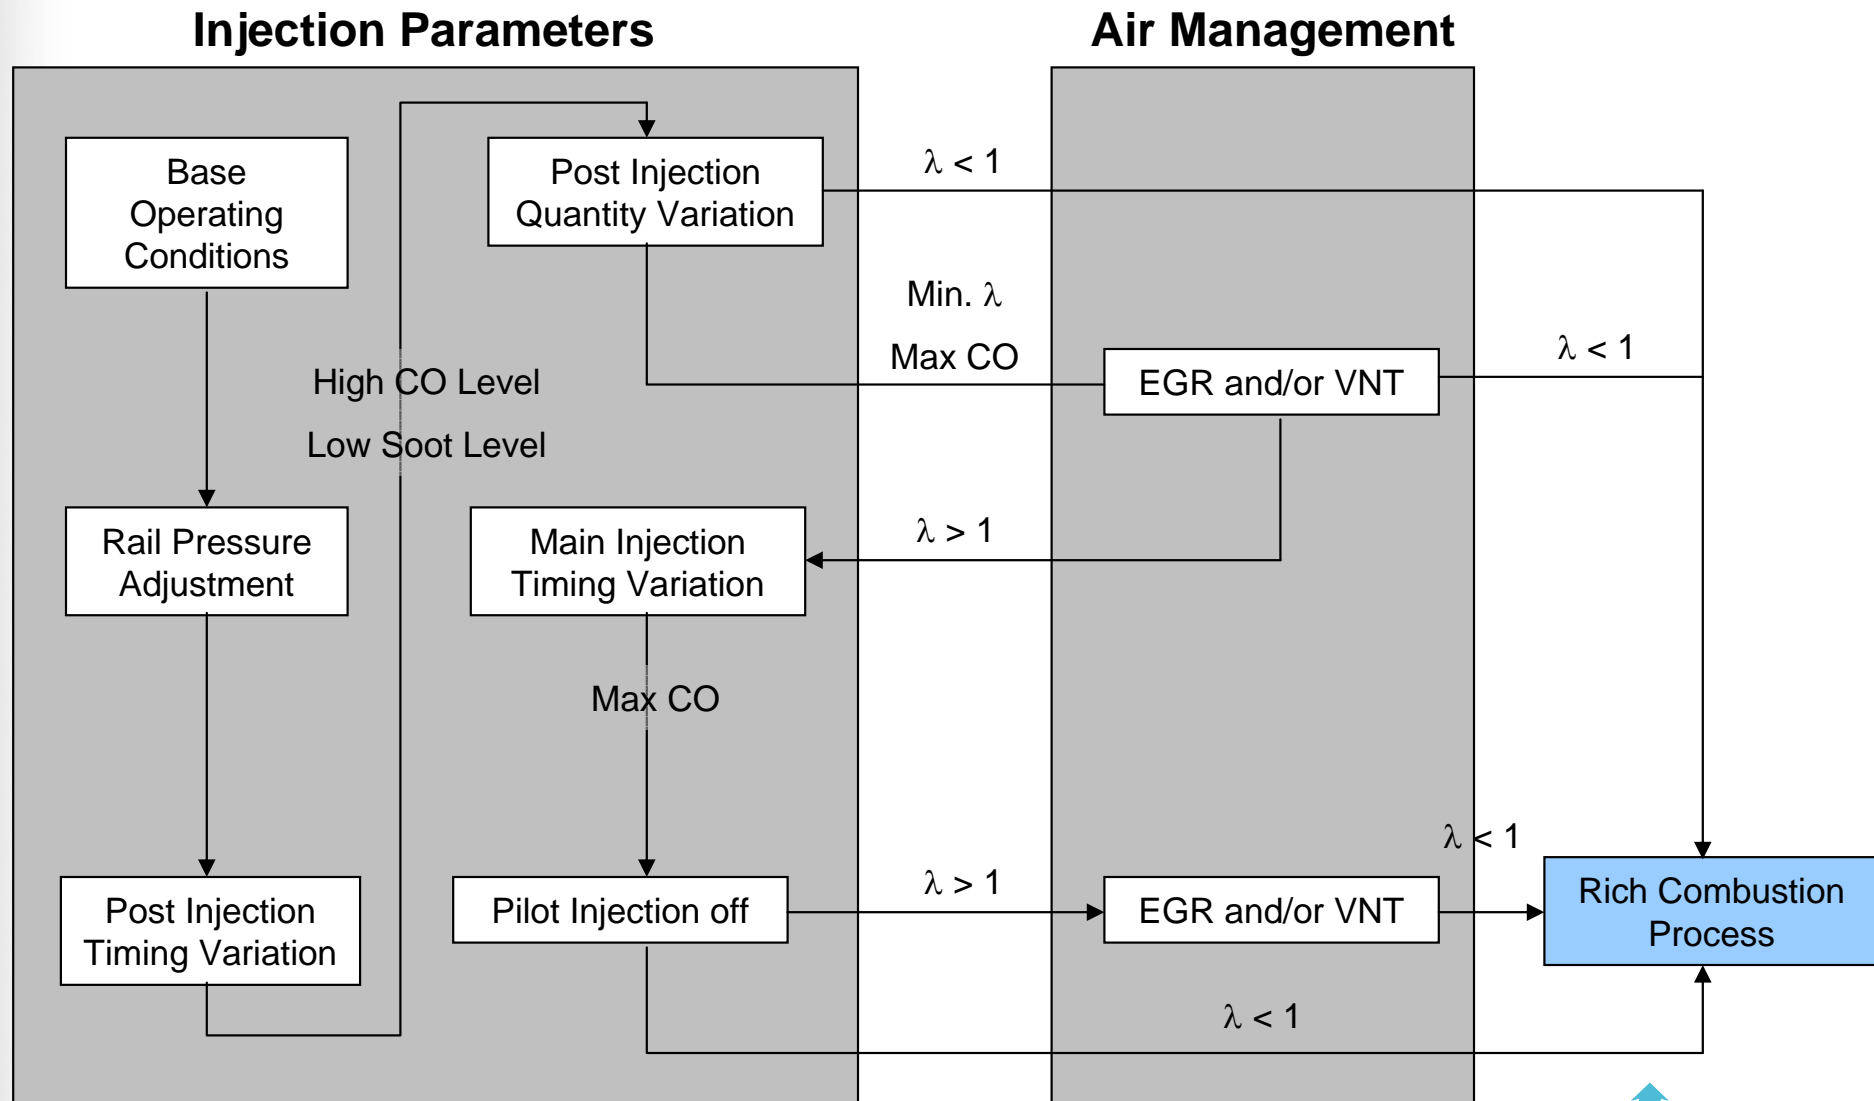 Injection Parameters
Air Management
Base
Operating
Conditions
Post Injection
Quantity Variation
λ < 1
Min. λ
Max CO
High CO Level
Low Soot Level
EGR and/or VNT
λ < 1
Rail Pressure
Adjustment
Main Injection
Timing Variation
λ > 1
Max CO
Post Injection
Timing Variation
Pilot Injection off
λ > 1
EGR and/or VNT
λ < 1
Rich Combustion
Process
λ < 1